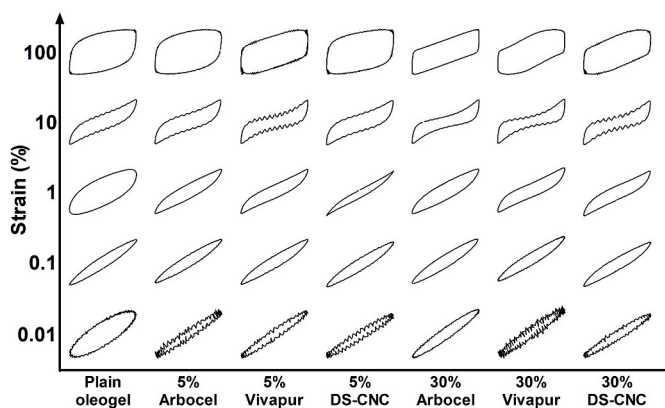 100
10
1
0.1
0.01
Strain (%)
Plain oleogel
5% Arbocel
5% Vivapur
5% DS-CNC
30% Arbocel
30% Vivapur
30% DS-CNC